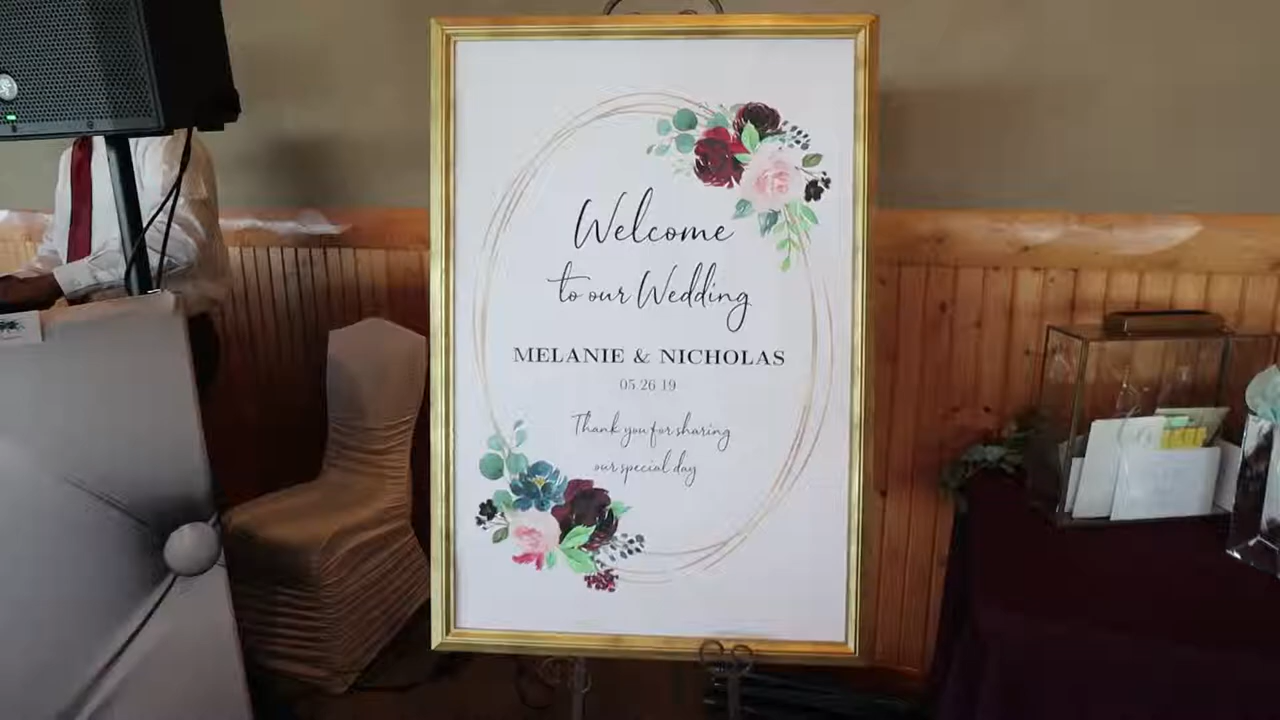 Welcome
to our Wedding
MELANIE & NICHOLAS
05.26 19
Thank you for sharing
our special day